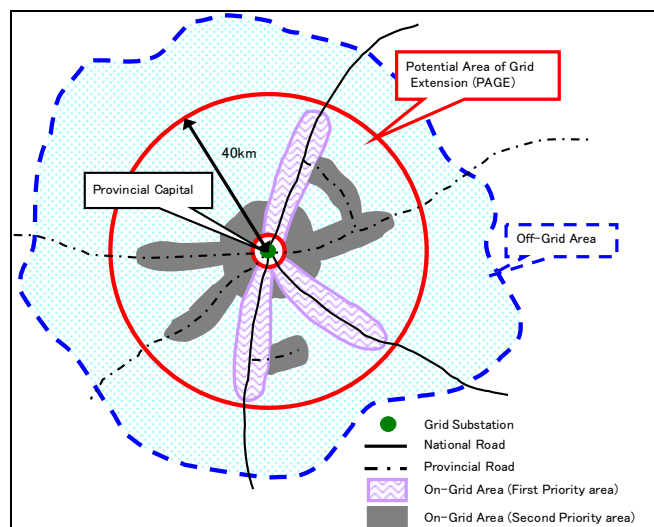 Potential Area of Grid
Extension (PAGE)
40km
Provincial Capital
Off-Grid Area
Grid Substation
National Road
Provincial Road
On-Grid Area (First Priority area)
On-Grid Area (Second Priority area)